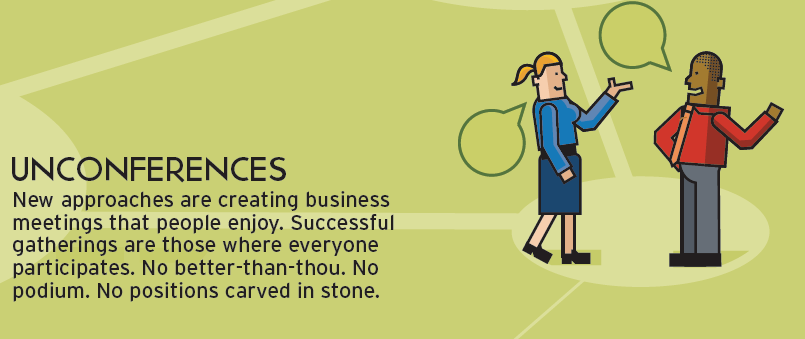 UNCONFERENCES
New approaches are creating business
meetings that people enjoy. Successful
gatherings are those where everyone
participates. No better-than-thou. No
podium. No positions carved in stone.